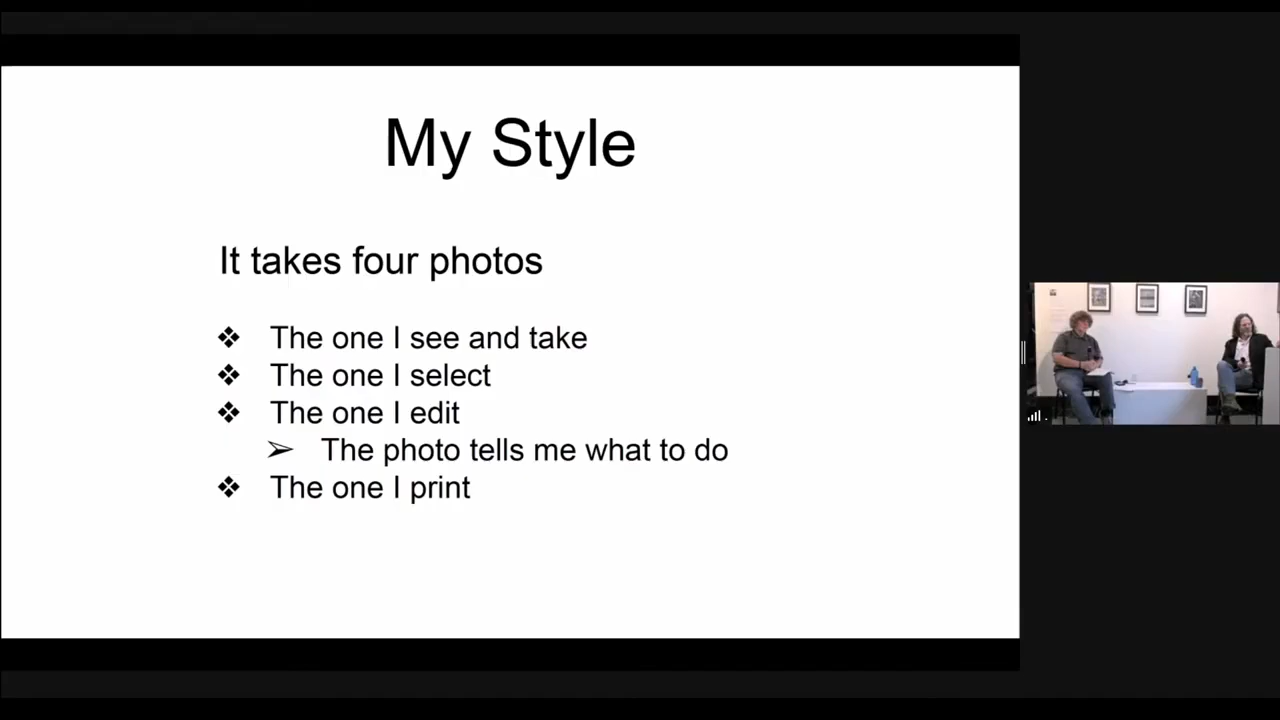 My Style
It takes four photos
❖ The one I see and take
❖ The one I select
❖ The one I edit
➢ The photo tells me what to do
❖ The one I print